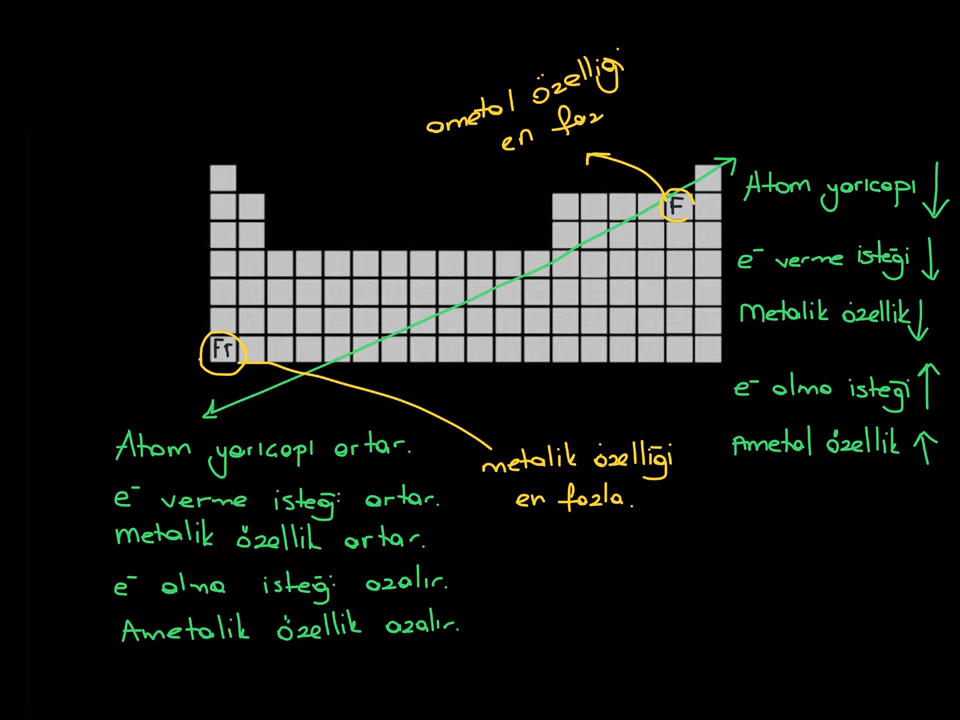 ametal özelliği
en faz
F
Atom yarıçapı ↓
e⁻ verme isteği ↓
Metalik özellik ↓
e⁻ alma isteği ↑
Ametal özellik ↑
Fr
metalik özelliği
en fazla.
Atom yarıçapı artar.
e⁻ verme isteği artar.
metalik özellik artar.
e⁻ alma isteği azalır.
Ametalik özellik azalır.